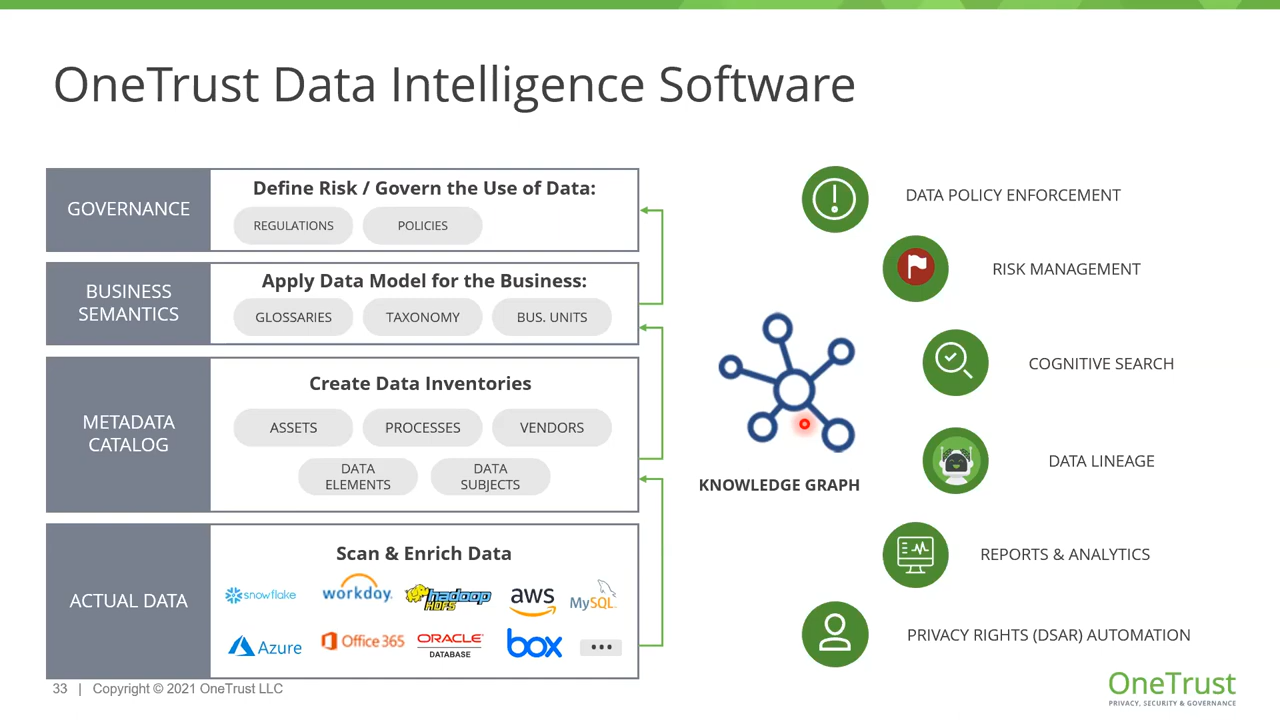 OneTrust Data Intelligence Software
GOVERNANCE
Define Risk / Govern the Use of Data:
REGULATIONS
POLICIES
BUSINESS
SEMANTICS
Apply Data Model for the Business:
GLOSSARIES
TAXONOMY
BUS. UNITS
METADATA
CATALOG
Create Data Inventories
ASSETS
PROCESSES
VENDORS
DATA
ELEMENTS
DATA
SUBJECTS
ACTUAL DATA
Scan & Enrich Data
snowflake
workday.
hadoop
HDFS
aws
MySQL
Azure
Office 365
ORACLE
DATABASE
box
•••
KNOWLEDGE GRAPH
DATA POLICY ENFORCEMENT
RISK MANAGEMENT
COGNITIVE SEARCH
DATA LINEAGE
REPORTS & ANALYTICS
PRIVACY RIGHTS (DSAR) AUTOMATION
33 | Copyright © 2021 OneTrust LLC
OneTrust
PRIVACY, SECURITY & GOVERNANCE